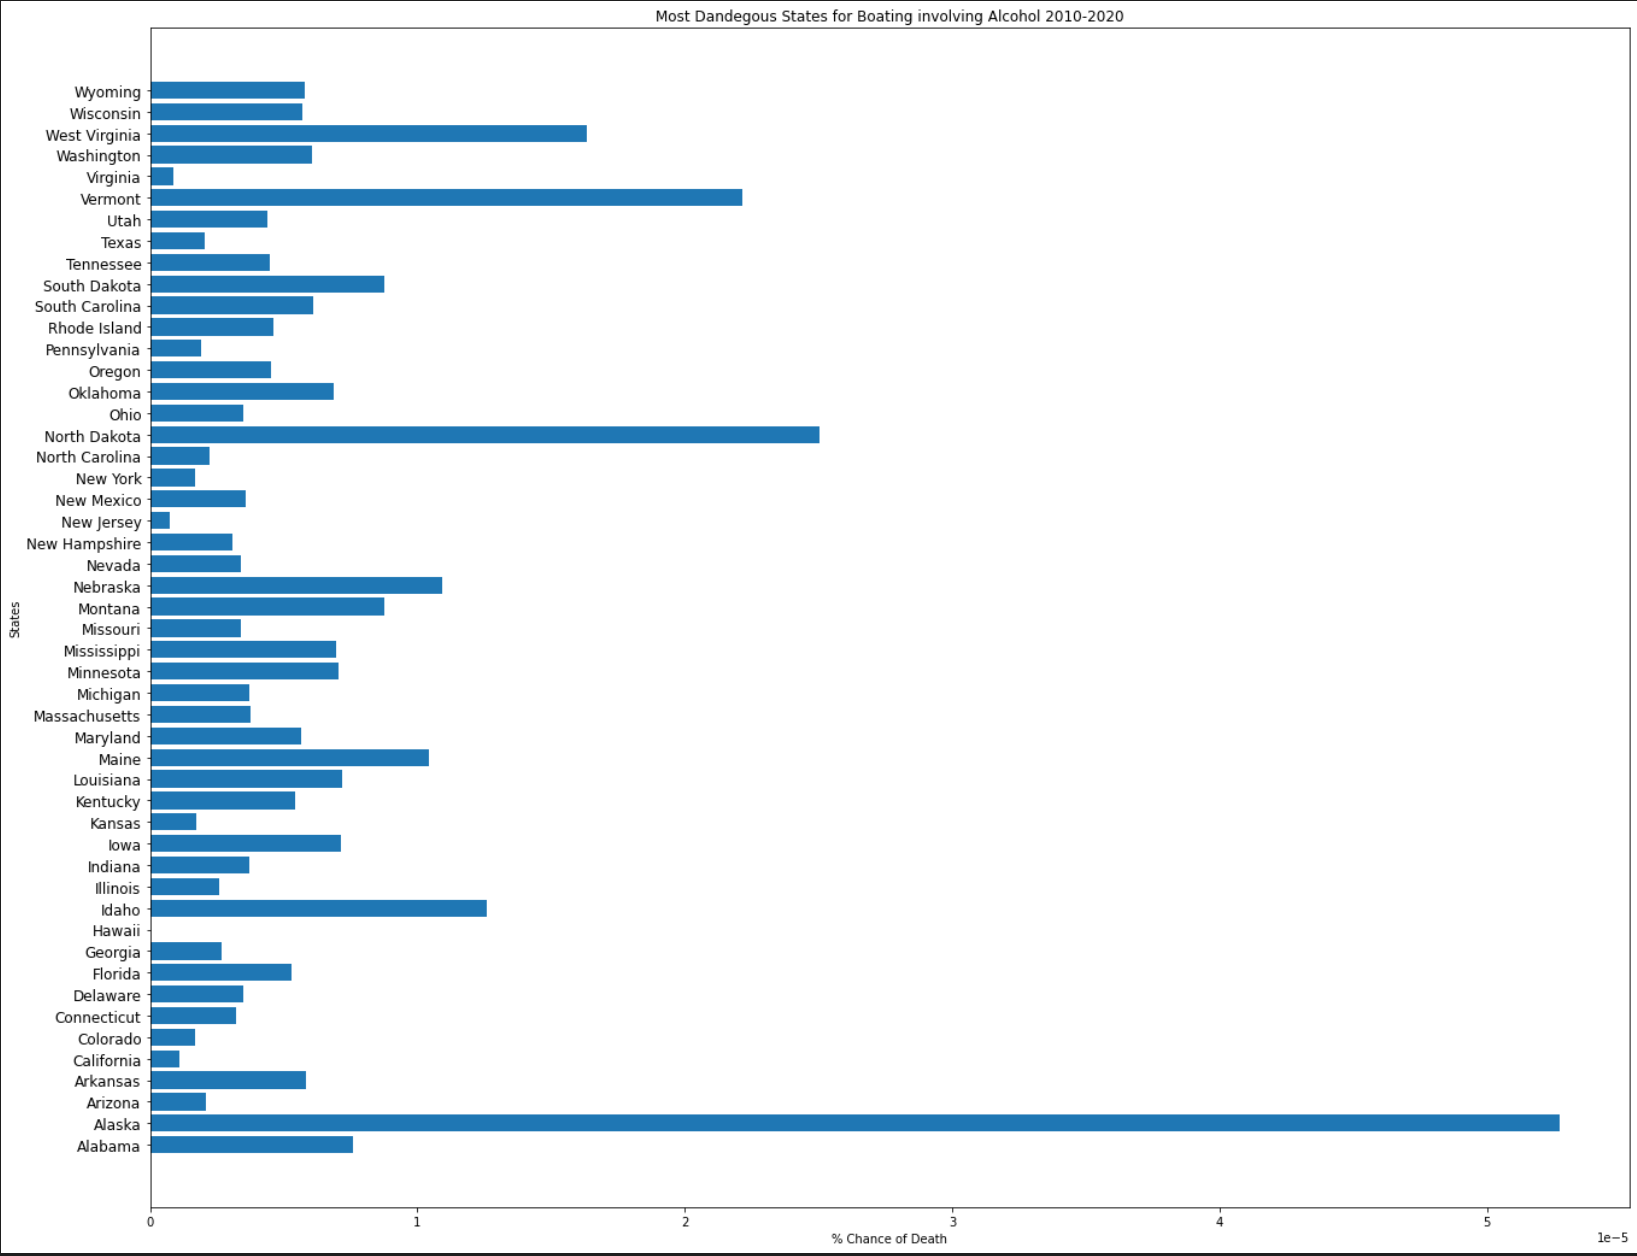 Most Dandegous States for Boating involving Alcohol 2010-2020
Wyoming
Wisconsin
West Virginia
Washington
Virginia
Vermont
Utah
Texas
Tennessee
South Dakota
South Carolina
Rhode Island
Pennsylvania
Oregon
Oklahoma
Ohio
North Dakota
North Carolina
New York
New Mexico
New Jersey
New Hampshire
Nevada
Nebraska
Montana
Missouri
Mississippi
Minnesota
Michigan
Massachusetts
Maryland
Maine
Louisiana
Kentucky
Kansas
Iowa
Indiana
Illinois
Idaho
Hawaii
Georgia
Florida
Delaware
Connecticut
Colorado
California
Arkansas
Arizona
Alaska
Alabama
States
0 1 2 3 4 5
1e−5
% Chance of Death